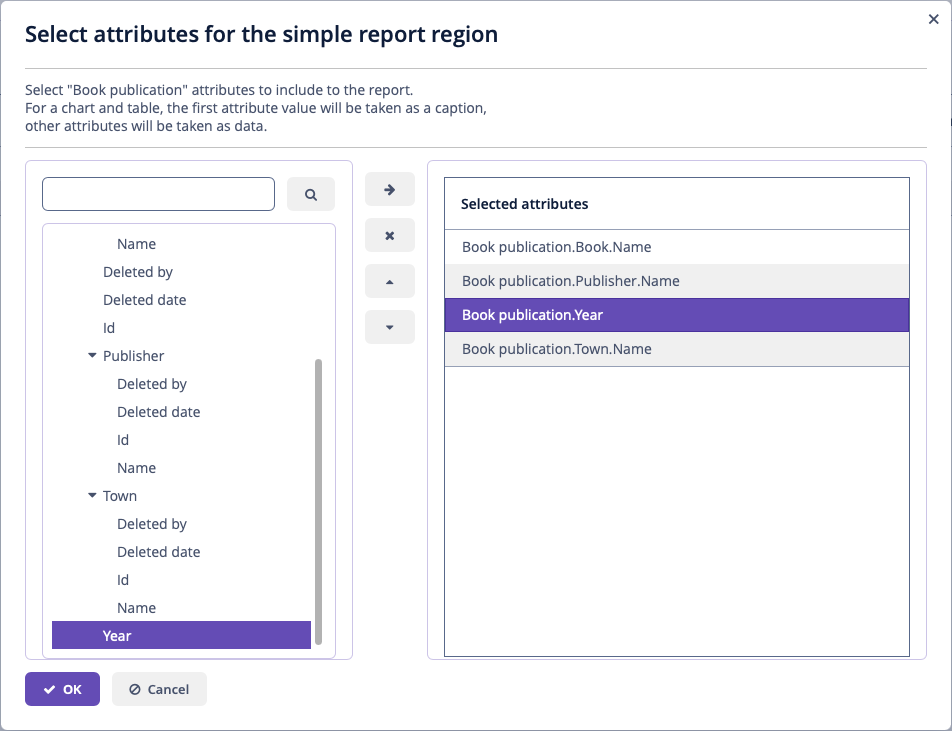 Select attributes for the simple report region
Select "Book publication" attributes to include to the report.
For a chart and table, the first attribute value will be taken as a caption,
other attributes will be taken as data.
Name
Deleted by
Deleted date
Id
Publisher
Deleted by
Deleted date
Id
Name
Town
Deleted by
Deleted date
Id
Name
Year
Selected attributes
Book publication.Book.Name
Book publication.Publisher.Name
Book publication.Year
Book publication.Town.Name
OK
Cancel